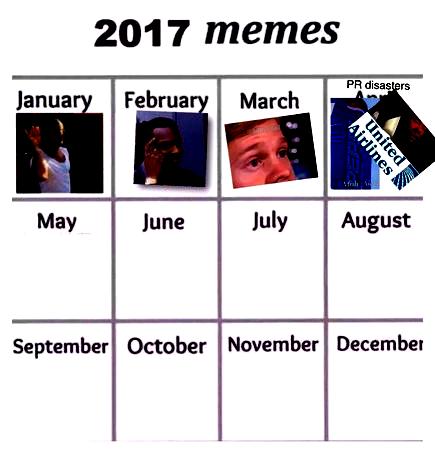 2017 memes
January February March
PR disasters
United
Airlines
May June July August
September October November December